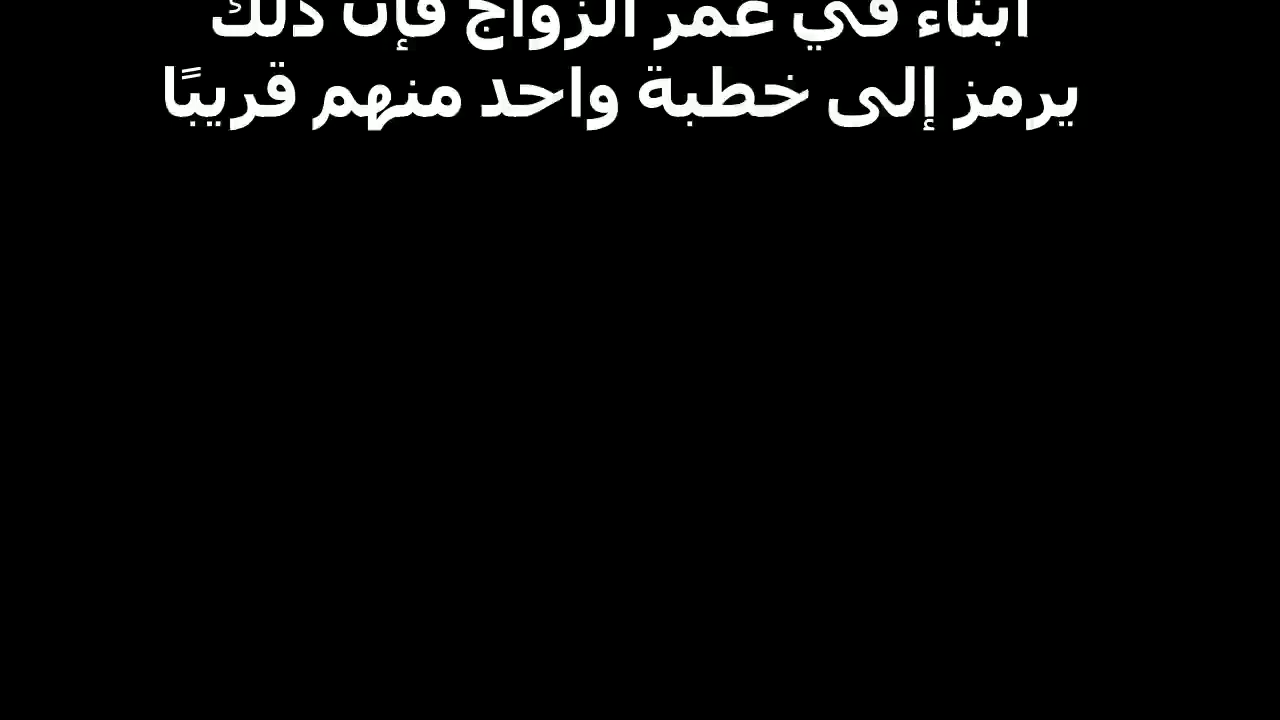 أبناء في عمر الزواج فإن ذلك
يرمز إلى خطبة واحد منهم قريبًا